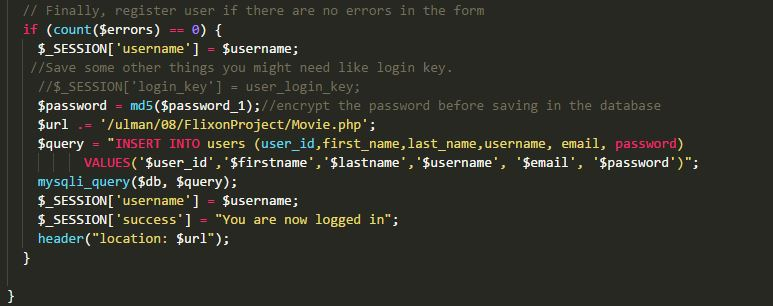 // Finally, register user if there are no errors in the form
if (count($errors) == 0) {
$_SESSION['username'] = $username;
//Save some other things you might need like login key.
//$_SESSION['login_key'] = user_login_key;
$password = md5($password_1);//encrypt the password before saving in the database
$url .= '/ulman/08/FlixonProject/Movie.php';
$query = "INSERT INTO users (user_id,first_name,last_name,username, email, password)
VALUES('$user_id','$firstname','$lastname','$username', '$email', '$password')";
mysqli_query($db, $query);
$_SESSION['username'] = $username;
$_SESSION['success'] = "You are now logged in";
header("location: $url");
}
}